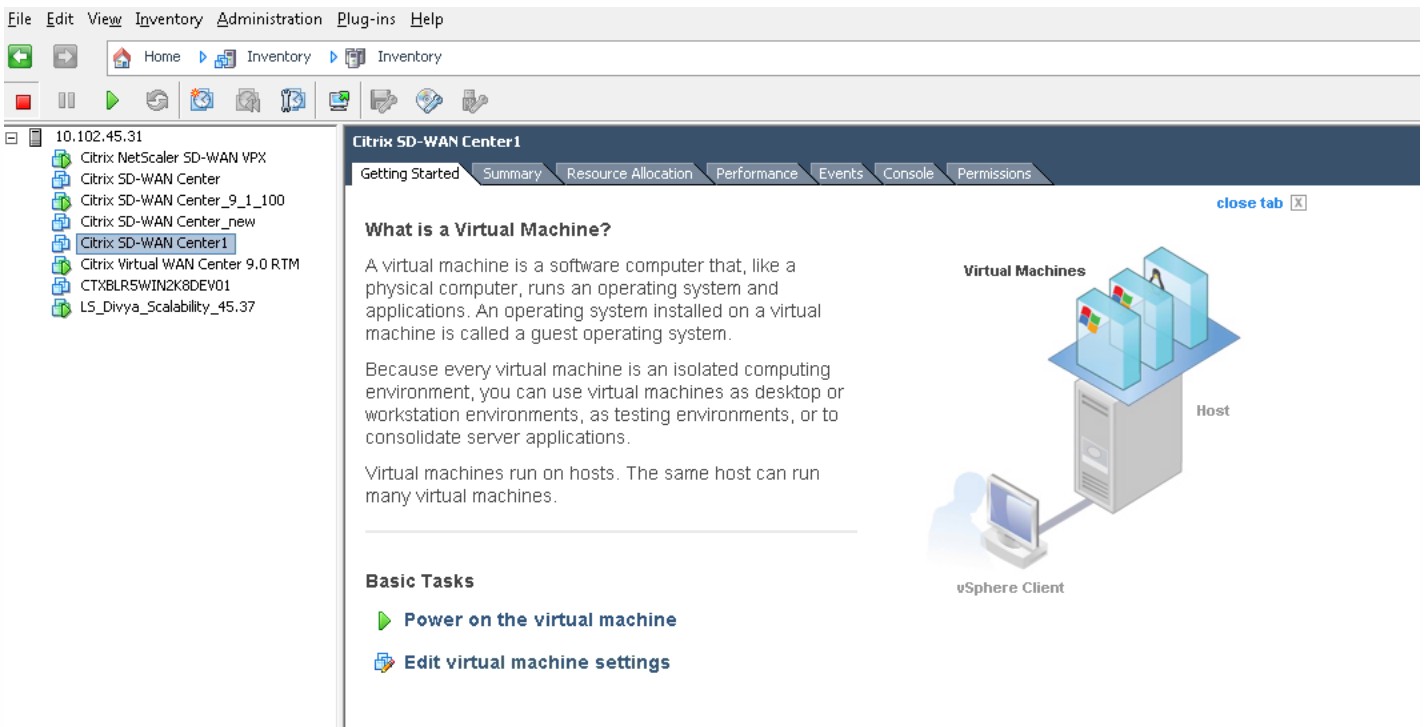 File Edit View Inventory Administration Plug-ins Help
Home Inventory Inventory
10.102.45.31
Citrix NetScaler SD-WAN VPX
Citrix SD-WAN Center
Citrix SD-WAN Center_9_1_100
Citrix SD-WAN Center_new
Citrix SD-WAN Center1
Citrix Virtual WAN Center 9.0 RTM
CTXBLR5WIN2K8DEV01
LS_Divya_Scalability_45.37
Citrix SD-WAN Center1
Getting Started Summary Resource Allocation Performance Events Console Permissions
close tab X
What is a Virtual Machine?
A virtual machine is a software computer that, like a
physical computer, runs an operating system and
applications. An operating system installed on a virtual
machine is called a guest operating system.
Because every virtual machine is an isolated computing
environment, you can use virtual machines as desktop or
workstation environments, as testing environments, or to
consolidate server applications.
Virtual machines run on hosts. The same host can run
many virtual machines.
Virtual Machines
Host
vSphere Client
Basic Tasks
Power on the virtual machine
Edit virtual machine settings